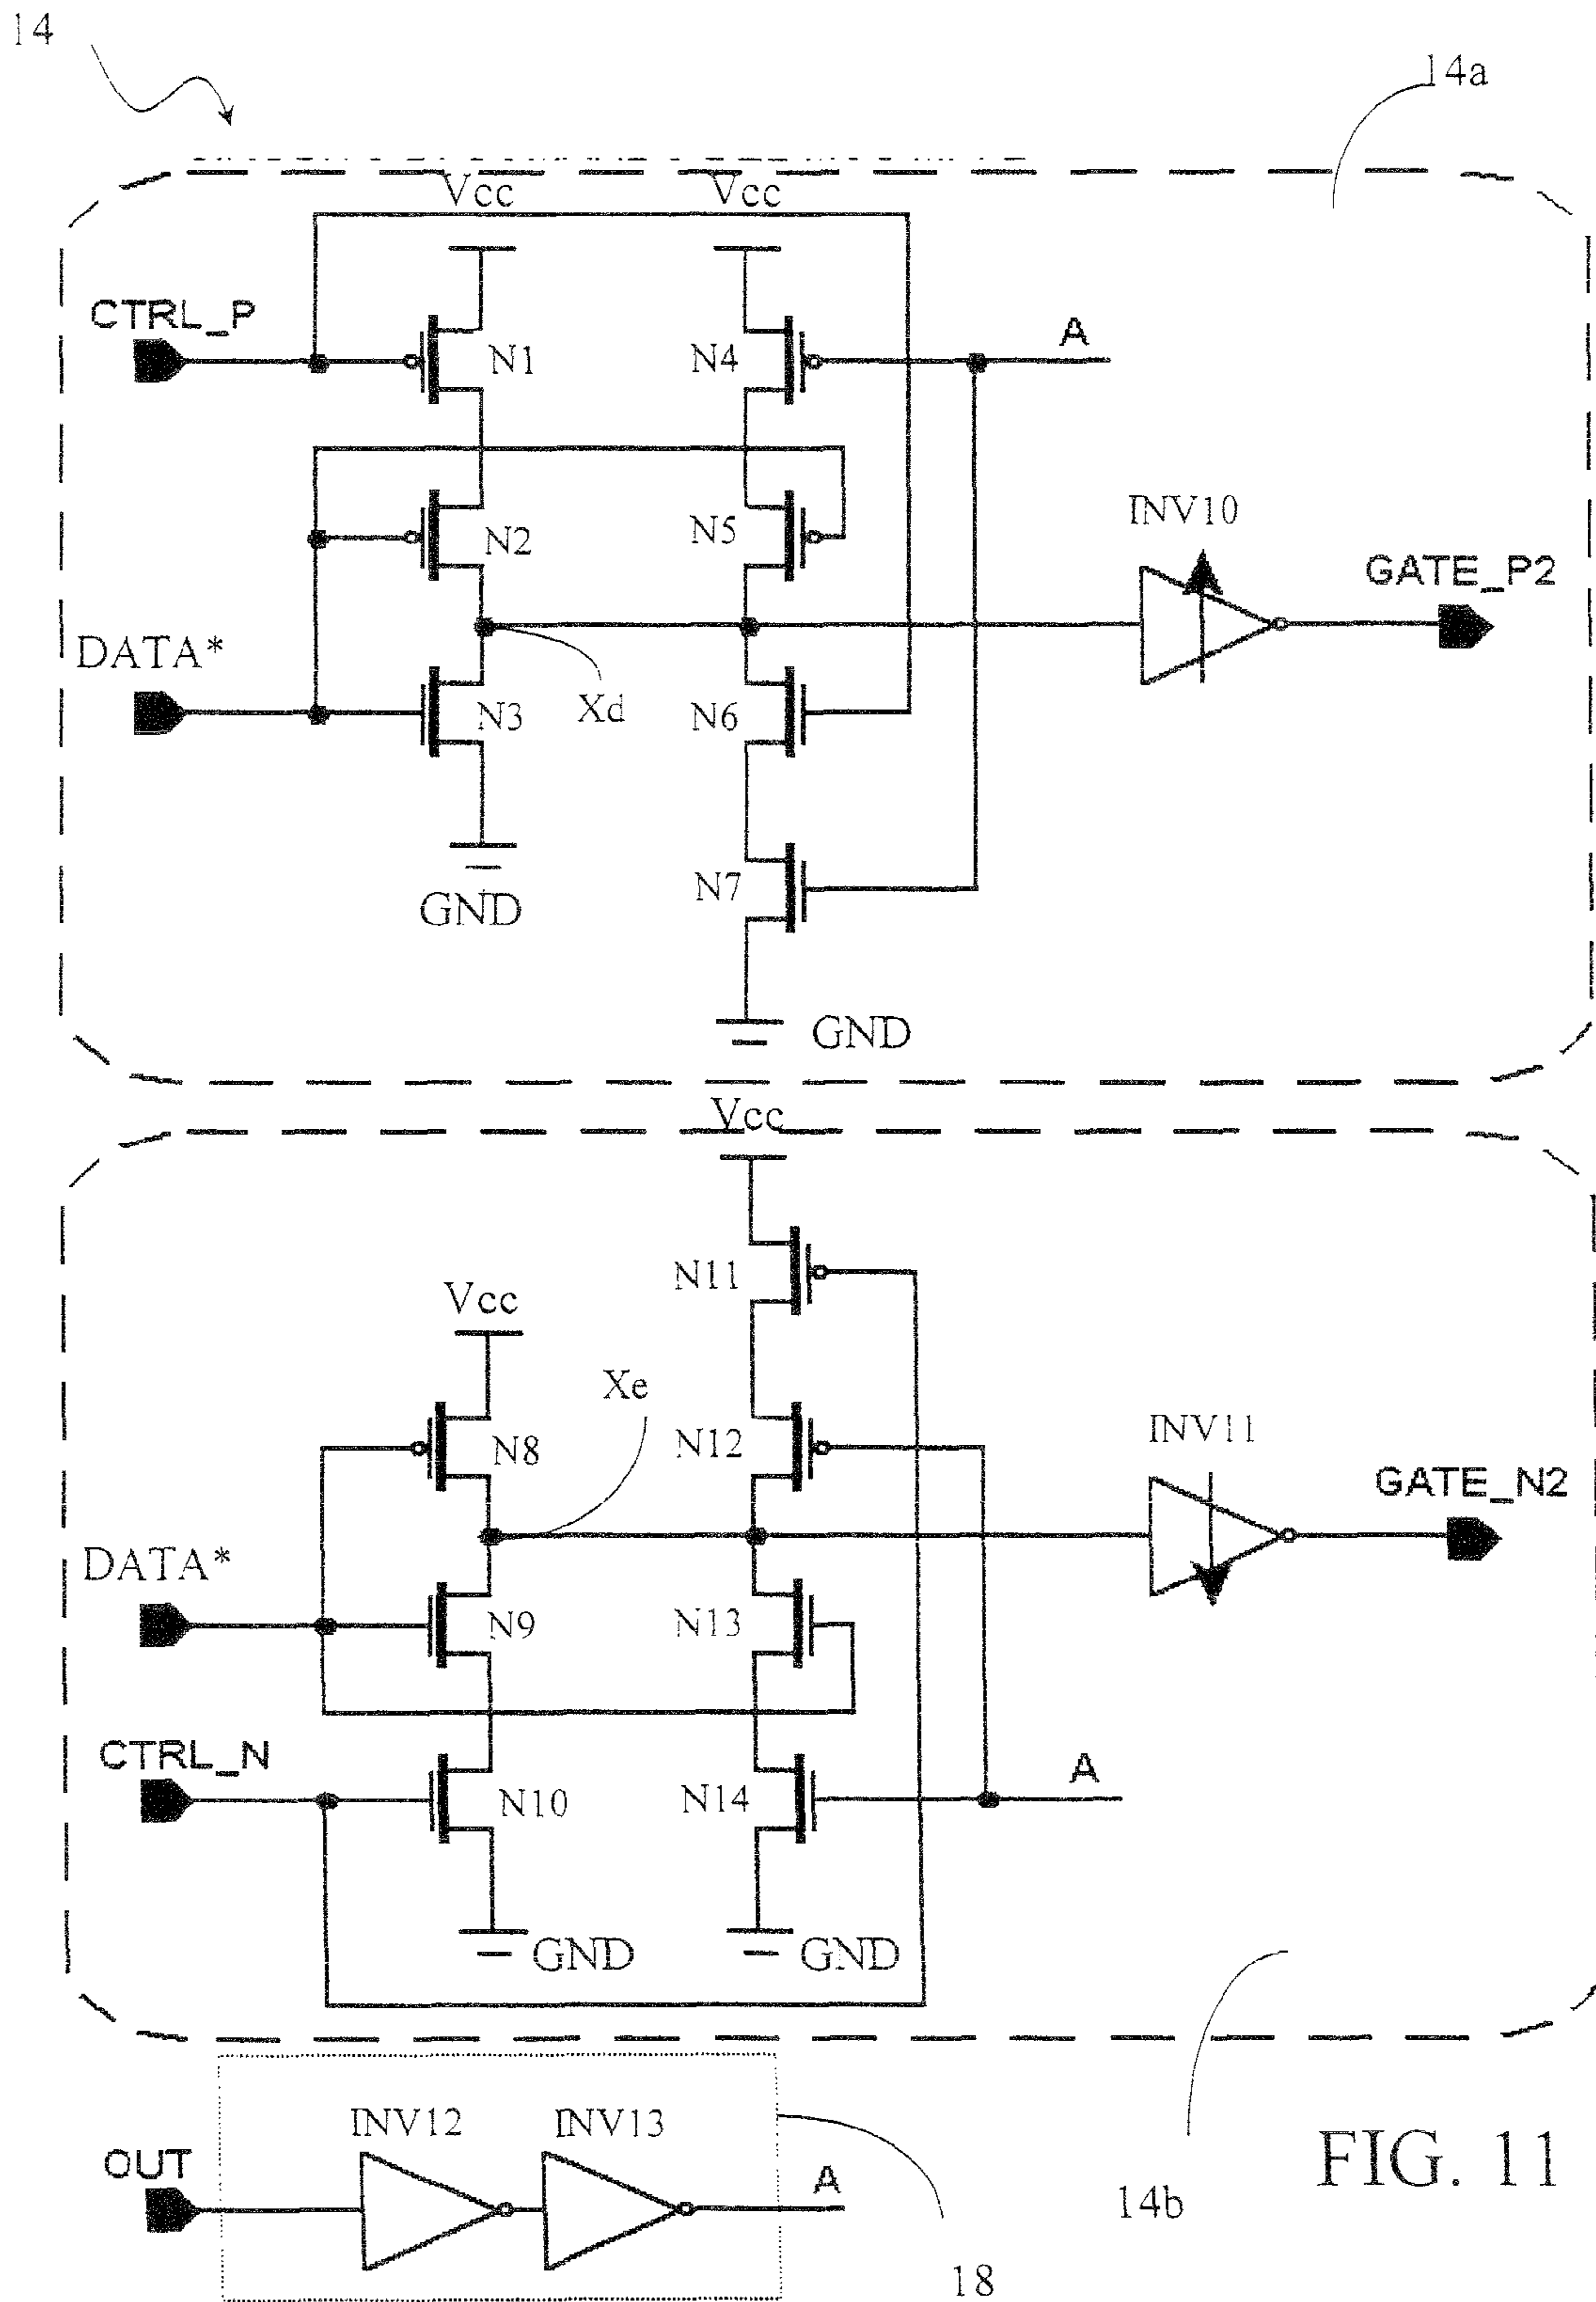 14
14a
Vcc
Vcc
CTRL_P
N1
N4
A
N2
N5
INV10
GATE_P2
DATA*
N3
Xd
N6
N7
GND
GND
Vcc
N11
Vcc
Xe
N8
N12
INV11
GATE_N2
DATA*
N9
N13
CTRL_N
N10
N14
A
GND
GND
INV12
INV13
OUT
A
14b
FIG. 11
18